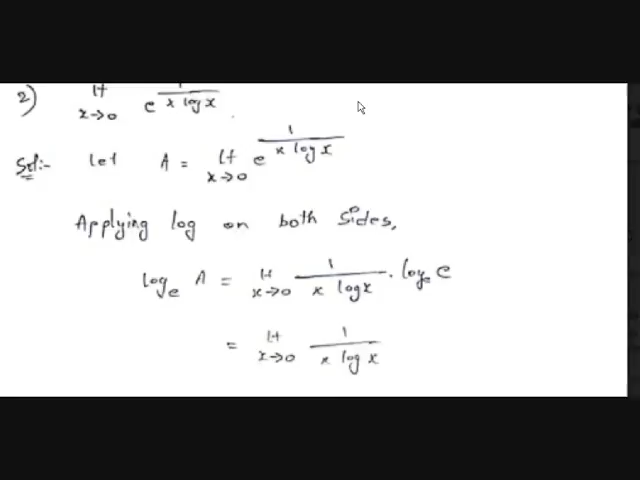 2) lt x→0 e^(1/(x log x)).
Sol:- Let A = lt x→0 e^(1/(x log x))
Applying log on both sides,
log_e A = lt x→0 1/(x log x) . log_e e
= lt x→0 1/(x log x)